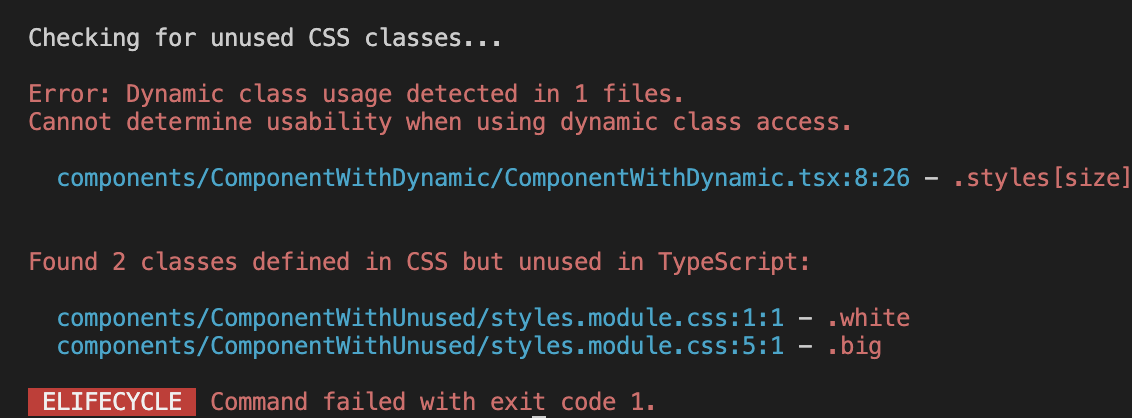 Checking for unused CSS classes...
Error: Dynamic class usage detected in 1 files.
Cannot determine usability when using dynamic class access.
components/ComponentWithDynamic/ComponentWithDynamic.tsx:8:26 – .styles[size]
Found 2 classes defined in CSS but unused in TypeScript:
components/ComponentWithUnused/styles.module.css:1:1 – .white
components/ComponentWithUnused/styles.module.css:5:1 – .big
ELIFECYCLE Command failed with exit code 1.